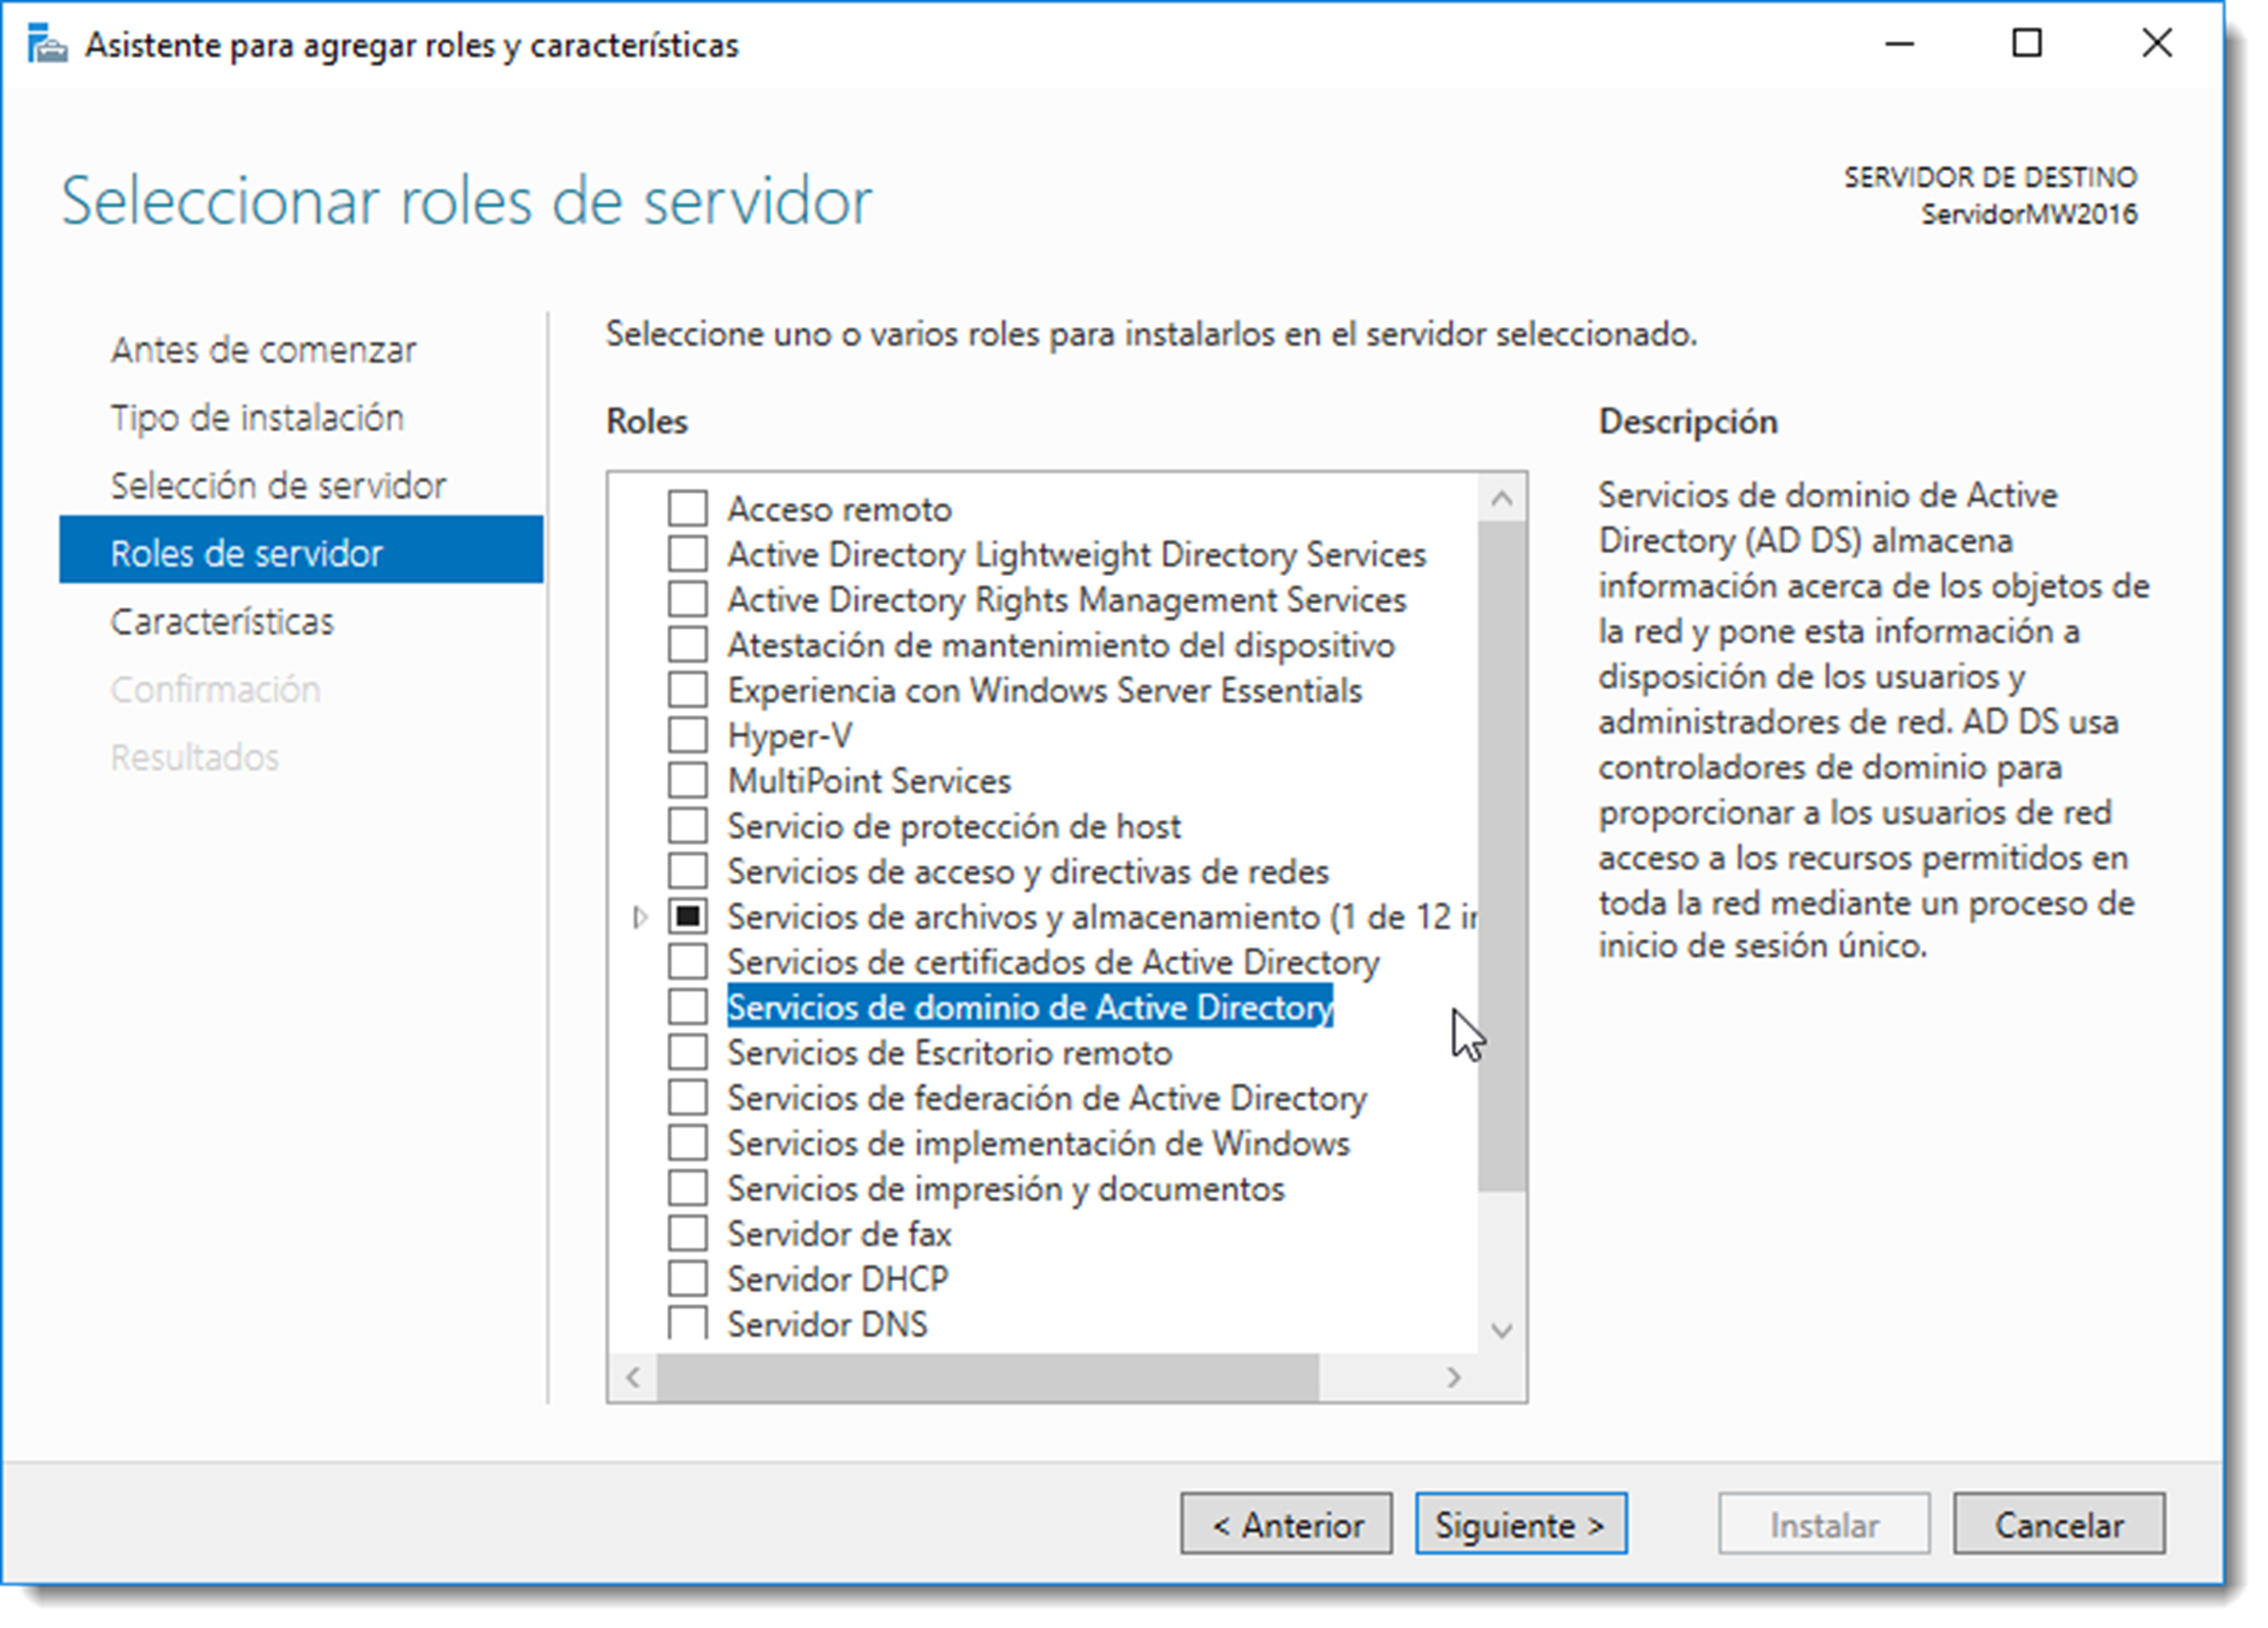 Asistente para agregar roles y características
Seleccionar roles de servidor
SERVIDOR DE DESTINO
ServidorMW2016
Antes de comenzar
Tipo de instalación
Selección de servidor
Roles de servidor
Características
Confirmación
Resultados
Seleccione uno o varios roles para instalarlos en el servidor seleccionado.
Roles
Acceso remoto
Active Directory Lightweight Directory Services
Active Directory Rights Management Services
Atestación de mantenimiento del dispositivo
Experiencia con Windows Server Essentials
Hyper-V
MultiPoint Services
Servicio de protección de host
Servicios de acceso y directivas de redes
Servicios de archivos y almacenamiento (1 de 12 in
Servicios de certificados de Active Directory
Servicios de dominio de Active Directory
Servicios de Escritorio remoto
Servicios de federación de Active Directory
Servicios de implementación de Windows
Servicios de impresión y documentos
Servidor de fax
Servidor DHCP
Servidor DNS
Descripción
Servicios de dominio de Active
Directory (AD DS) almacena
información acerca de los objetos de
la red y pone esta información a
disposición de los usuarios y
administradores de red. AD DS usa
controladores de dominio para
proporcionar a los usuarios de red
acceso a los recursos permitidos en
toda la red mediante un proceso de
inicio de sesión único.
< Anterior
Siguiente >
Instalar
Cancelar